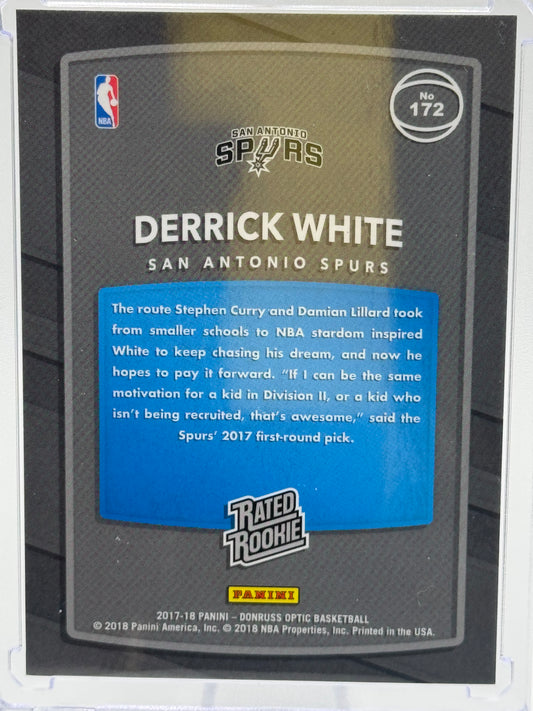 NBA
No
172
SAN ANTONIO
SPURS
DERRICK WHITE
SAN ANTONIO SPURS
The route Stephen Curry and Damian Lillard took
from smaller schools to NBA stardom inspired
White to keep chasing his dream, and now he
hopes to pay it forward. “If I can be the same
motivation for a kid in Division II, or a kid who
isn’t being recruited, that’s awesome,” said the
Spurs’ 2017 first-round pick.
RATED
ROOKIE
PANINI
2017-18 PANINI – DONRUSS OPTIC BASKETBALL
© 2018 Panini America, Inc. © 2018 NBA Properties, Inc. Printed in the USA.